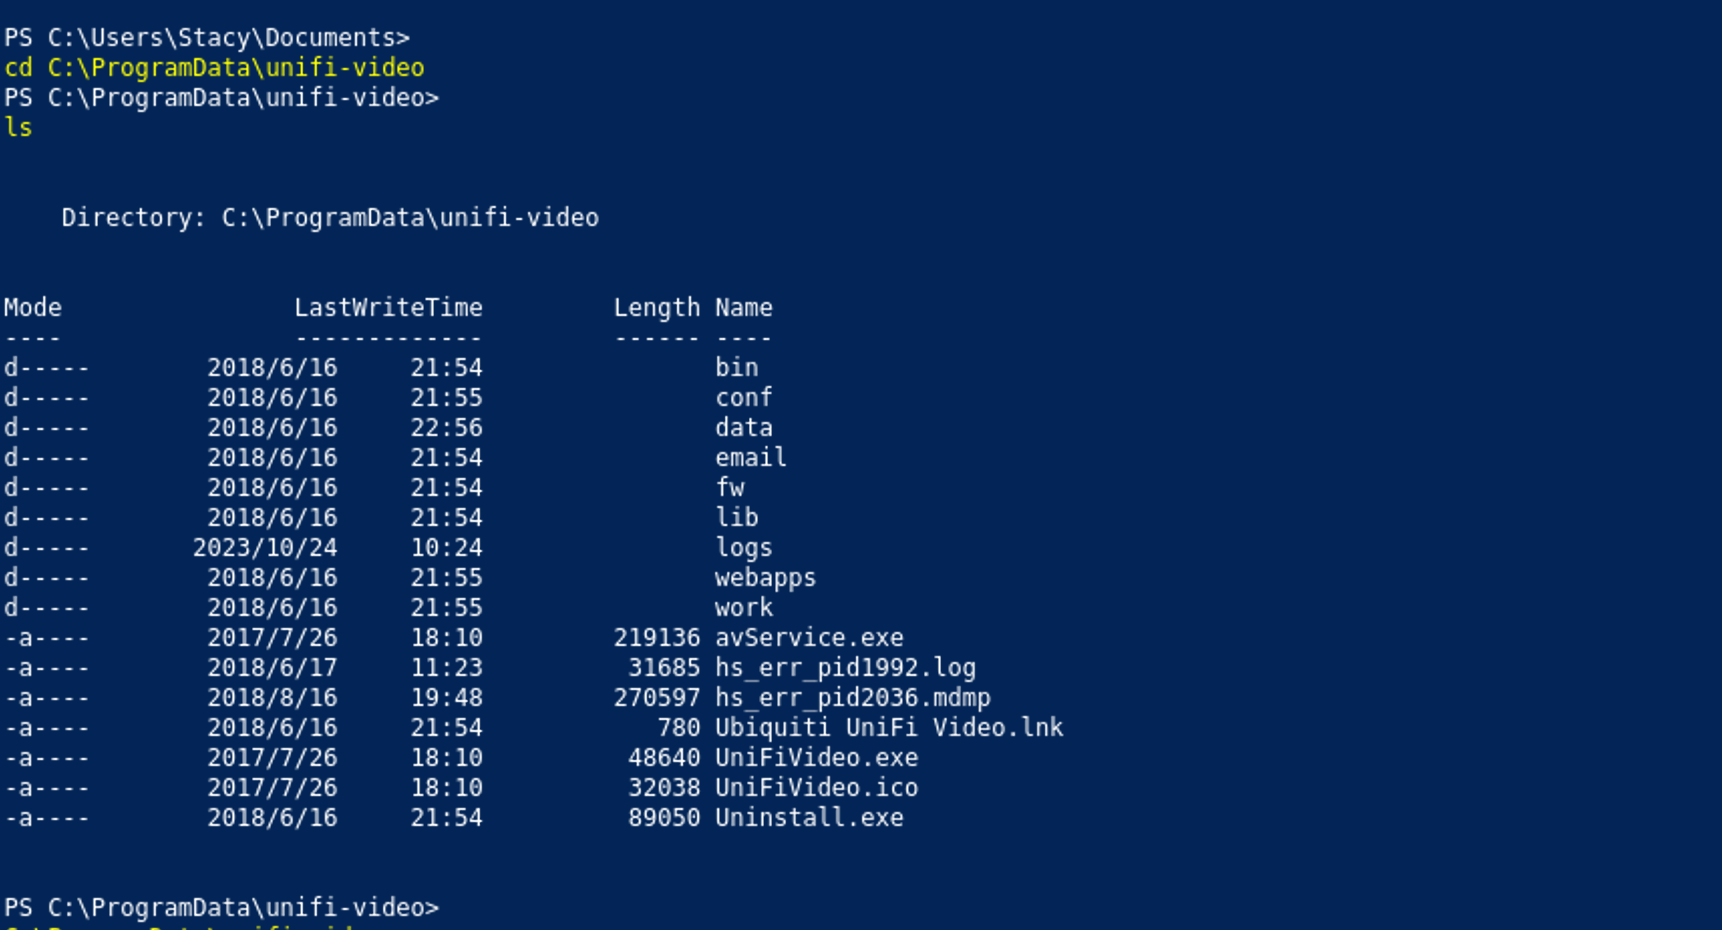 PS C:\Users\Stacy\Documents>
cd C:\ProgramData\unifi-video
PS C:\ProgramData\unifi-video>
ls
Directory: C:\ProgramData\unifi-video
Mode                LastWriteTime         Length Name
----                -------------         ------ ----
d-----        2018/6/16     21:54                bin
d-----        2018/6/16     21:55                conf
d-----        2018/6/16     22:56                data
d-----        2018/6/16     21:54                email
d-----        2018/6/16     21:54                fw
d-----        2018/6/16     21:54                lib
d-----       2023/10/24     10:24                logs
d-----        2018/6/16     21:55                webapps
d-----        2018/6/16     21:55                work
-a----        2017/7/26     18:10         219136 avService.exe
-a----        2018/6/17     11:23          31685 hs_err_pid1992.log
-a----        2018/8/16     19:48         270597 hs_err_pid2036.mdmp
-a----        2018/6/16     21:54            780 Ubiquiti UniFi Video.lnk
-a----        2017/7/26     18:10          48640 UniFiVideo.exe
-a----        2017/7/26     18:10          32038 UniFiVideo.ico
-a----        2018/6/16     21:54          89050 Uninstall.exe
PS C:\ProgramData\unifi-video>